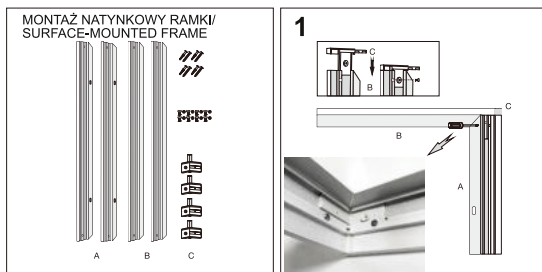 MONTAŻ NATYNKOWY RAMKI/
SURFACE-MOUNTED FRAME
A B C
1
C
B
C
B
A